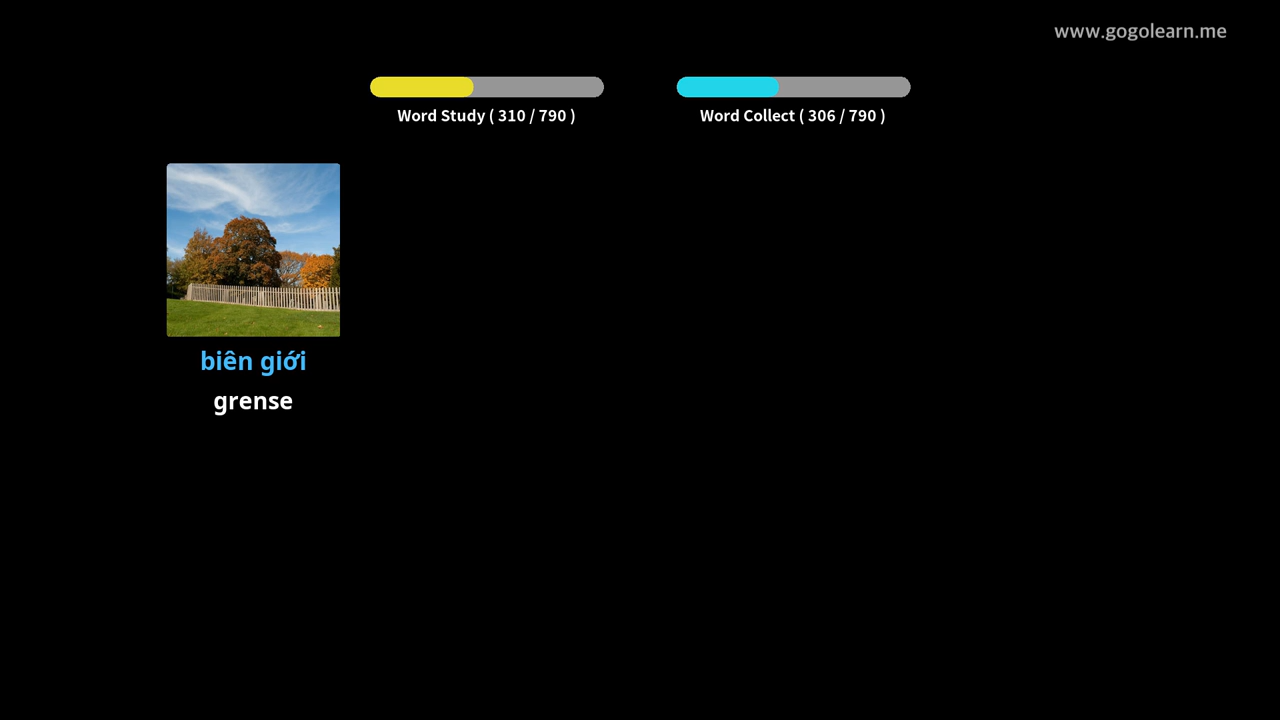 www.gogolearn.me
Word Study ( 310 / 790 )
Word Collect ( 306 / 790 )
biên giới
grense